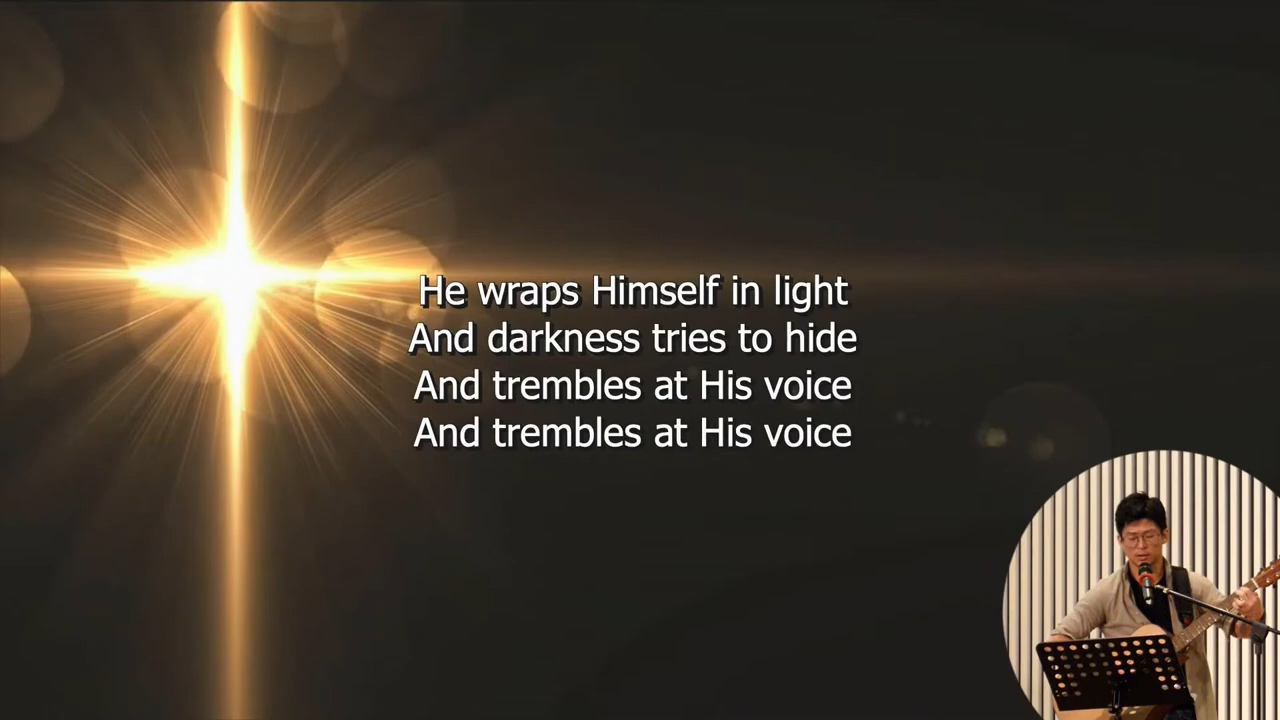 He wraps Himself in light
And darkness tries to hide
And trembles at His voice
And trembles at His voice